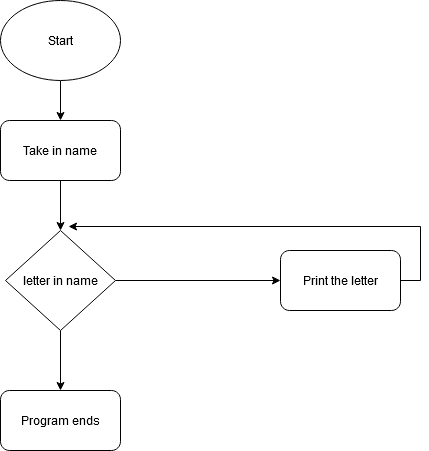 Start
Take in name
letter in name
Print the letter
Program ends